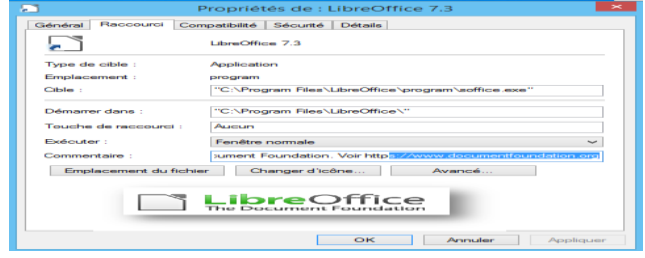 Propriétés de : LibreOffice 7.3
Général Raccourci Compatibilité Sécurité Détails
LibreOffice 7.3
Type de cible : Application
Emplacement : program
Cible : "C:\Program Files\LibreOffice\program\soffice.exe"
Démarrer dans : "C:\Program Files\LibreOffice\"
Touche de raccourci : Aucun
Exécuter : Fenêtre normale
Commentaire : ument Foundation. Voir https://www.documentfoundation.org
Emplacement du fichier Changer d'icône... Avancé...
LibreOffice
The Document Foundation
OK Annuler Appliquer